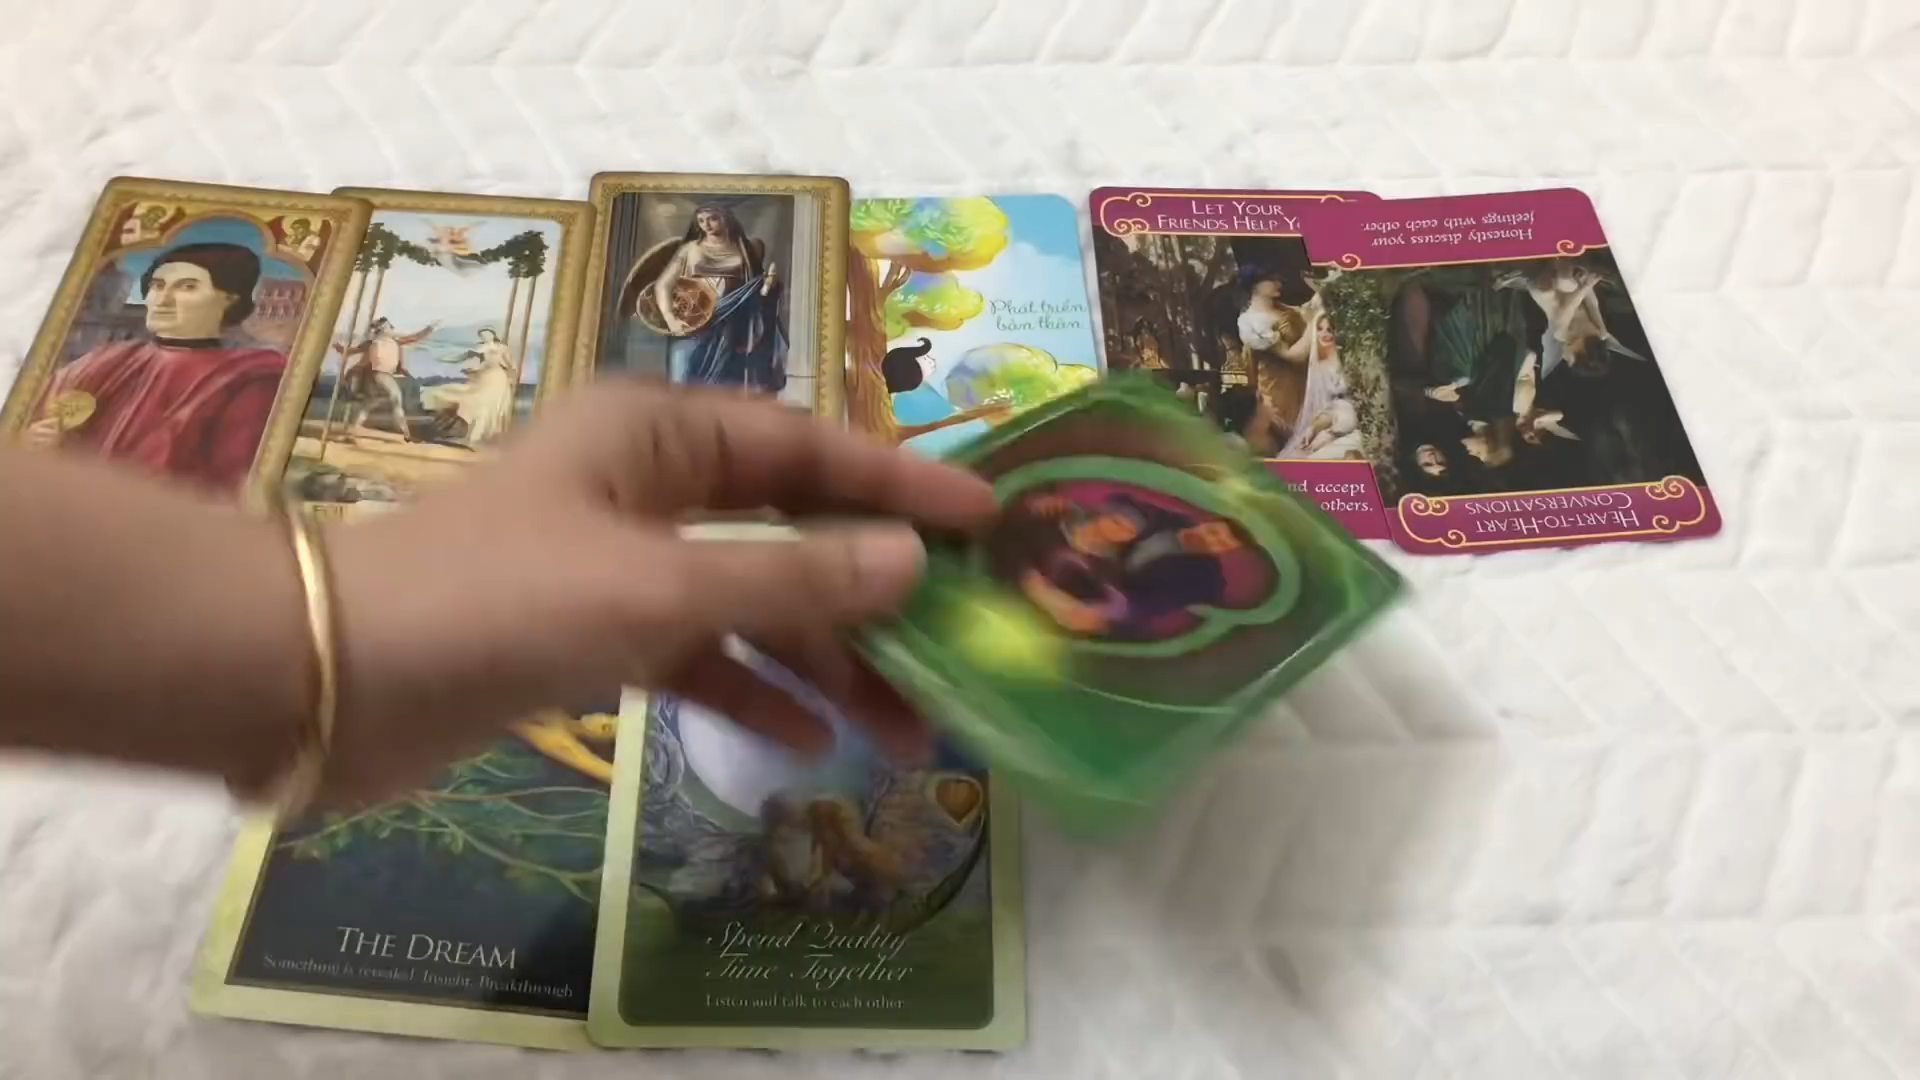 LET YOUR
FRIENDS HELP
Honestly discuss your
feelings with each other.
Phát triển
bản thân
nd accept
others.
HEART-TO-HEART
CONVERSATIONS
THE DREAM
Something is revealed. Insight. Breakthrough
Spend Quality
Time Together
Listen and talk to each other